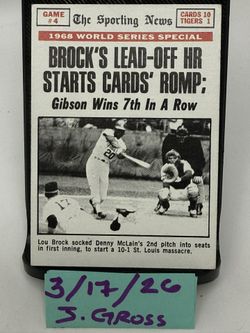 GAME #4
The Sporting News
CARDS 10
TIGERS 1
1968 WORLD SERIES SPECIAL
BROCK'S LEAD-OFF HR
STARTS CARDS' ROMP;
Gibson Wins 7th In A Row
20
17
Lou Brock socked Denny McLain's 2nd pitch into seats
in first inning, to start a 10-1 St. Louis massacre.
3/17/26
J. GROSS